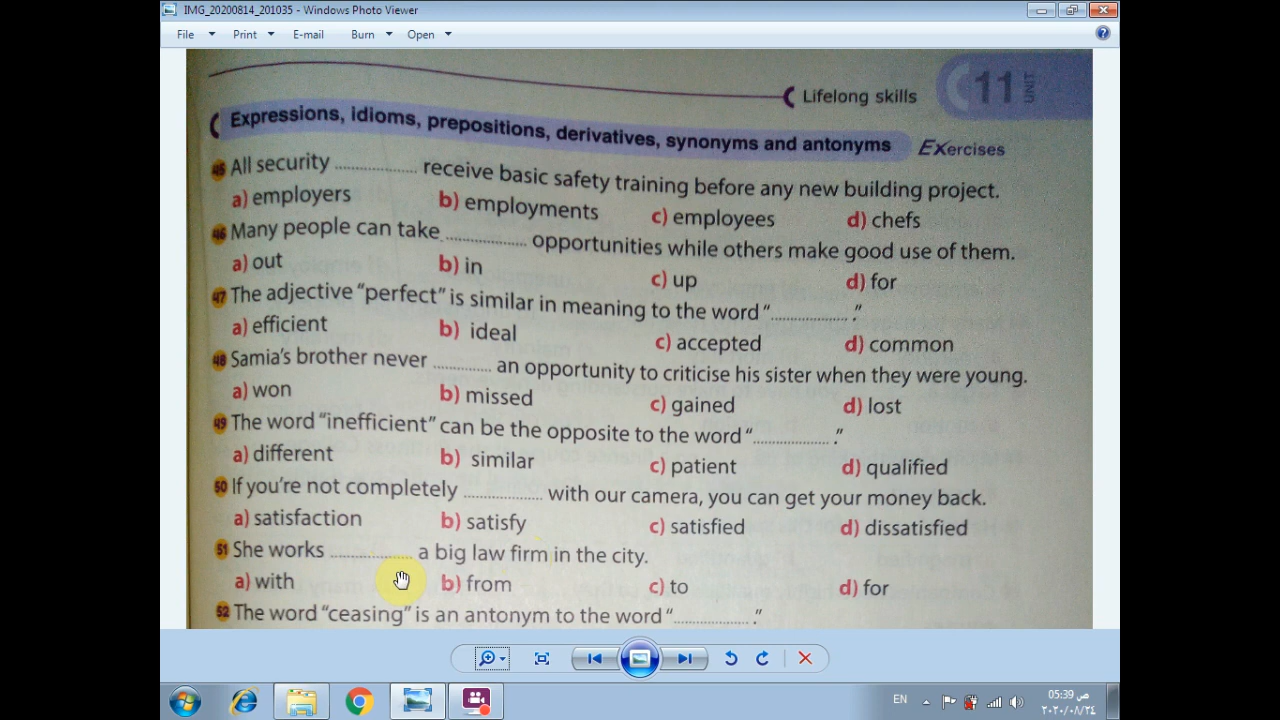 IMG_20200814_201035 - Windows Photo Viewer
File Print E-mail Burn Open
Lifelong skills
11 UNIT
Expressions, idioms, prepositions, derivatives, synonyms and antonyms
EXercises
45 All security ............... receive basic safety training before any new building project.
a) employers b) employments c) employees d) chefs
46 Many people can take ............... opportunities while others make good use of them.
a) out b) in c) up d) for
47 The adjective “perfect” is similar in meaning to the word “...............”
a) efficient b) ideal c) accepted d) common
48 Samia's brother never ............... an opportunity to criticise his sister when they were young.
a) won b) missed c) gained d) lost
49 The word “inefficient” can be the opposite to the word “...............”
a) different b) similar c) patient d) qualified
50 If you're not completely ............... with our camera, you can get your money back.
a) satisfaction b) satisfy c) satisfied d) dissatisfied
51 She works ............... a big law firm in the city.
a) with b) from c) to d) for
52 The word “ceasing” is an antonym to the word “...............”
EN
05:39 ص
٢٠٢٠/٠٨/٢٤